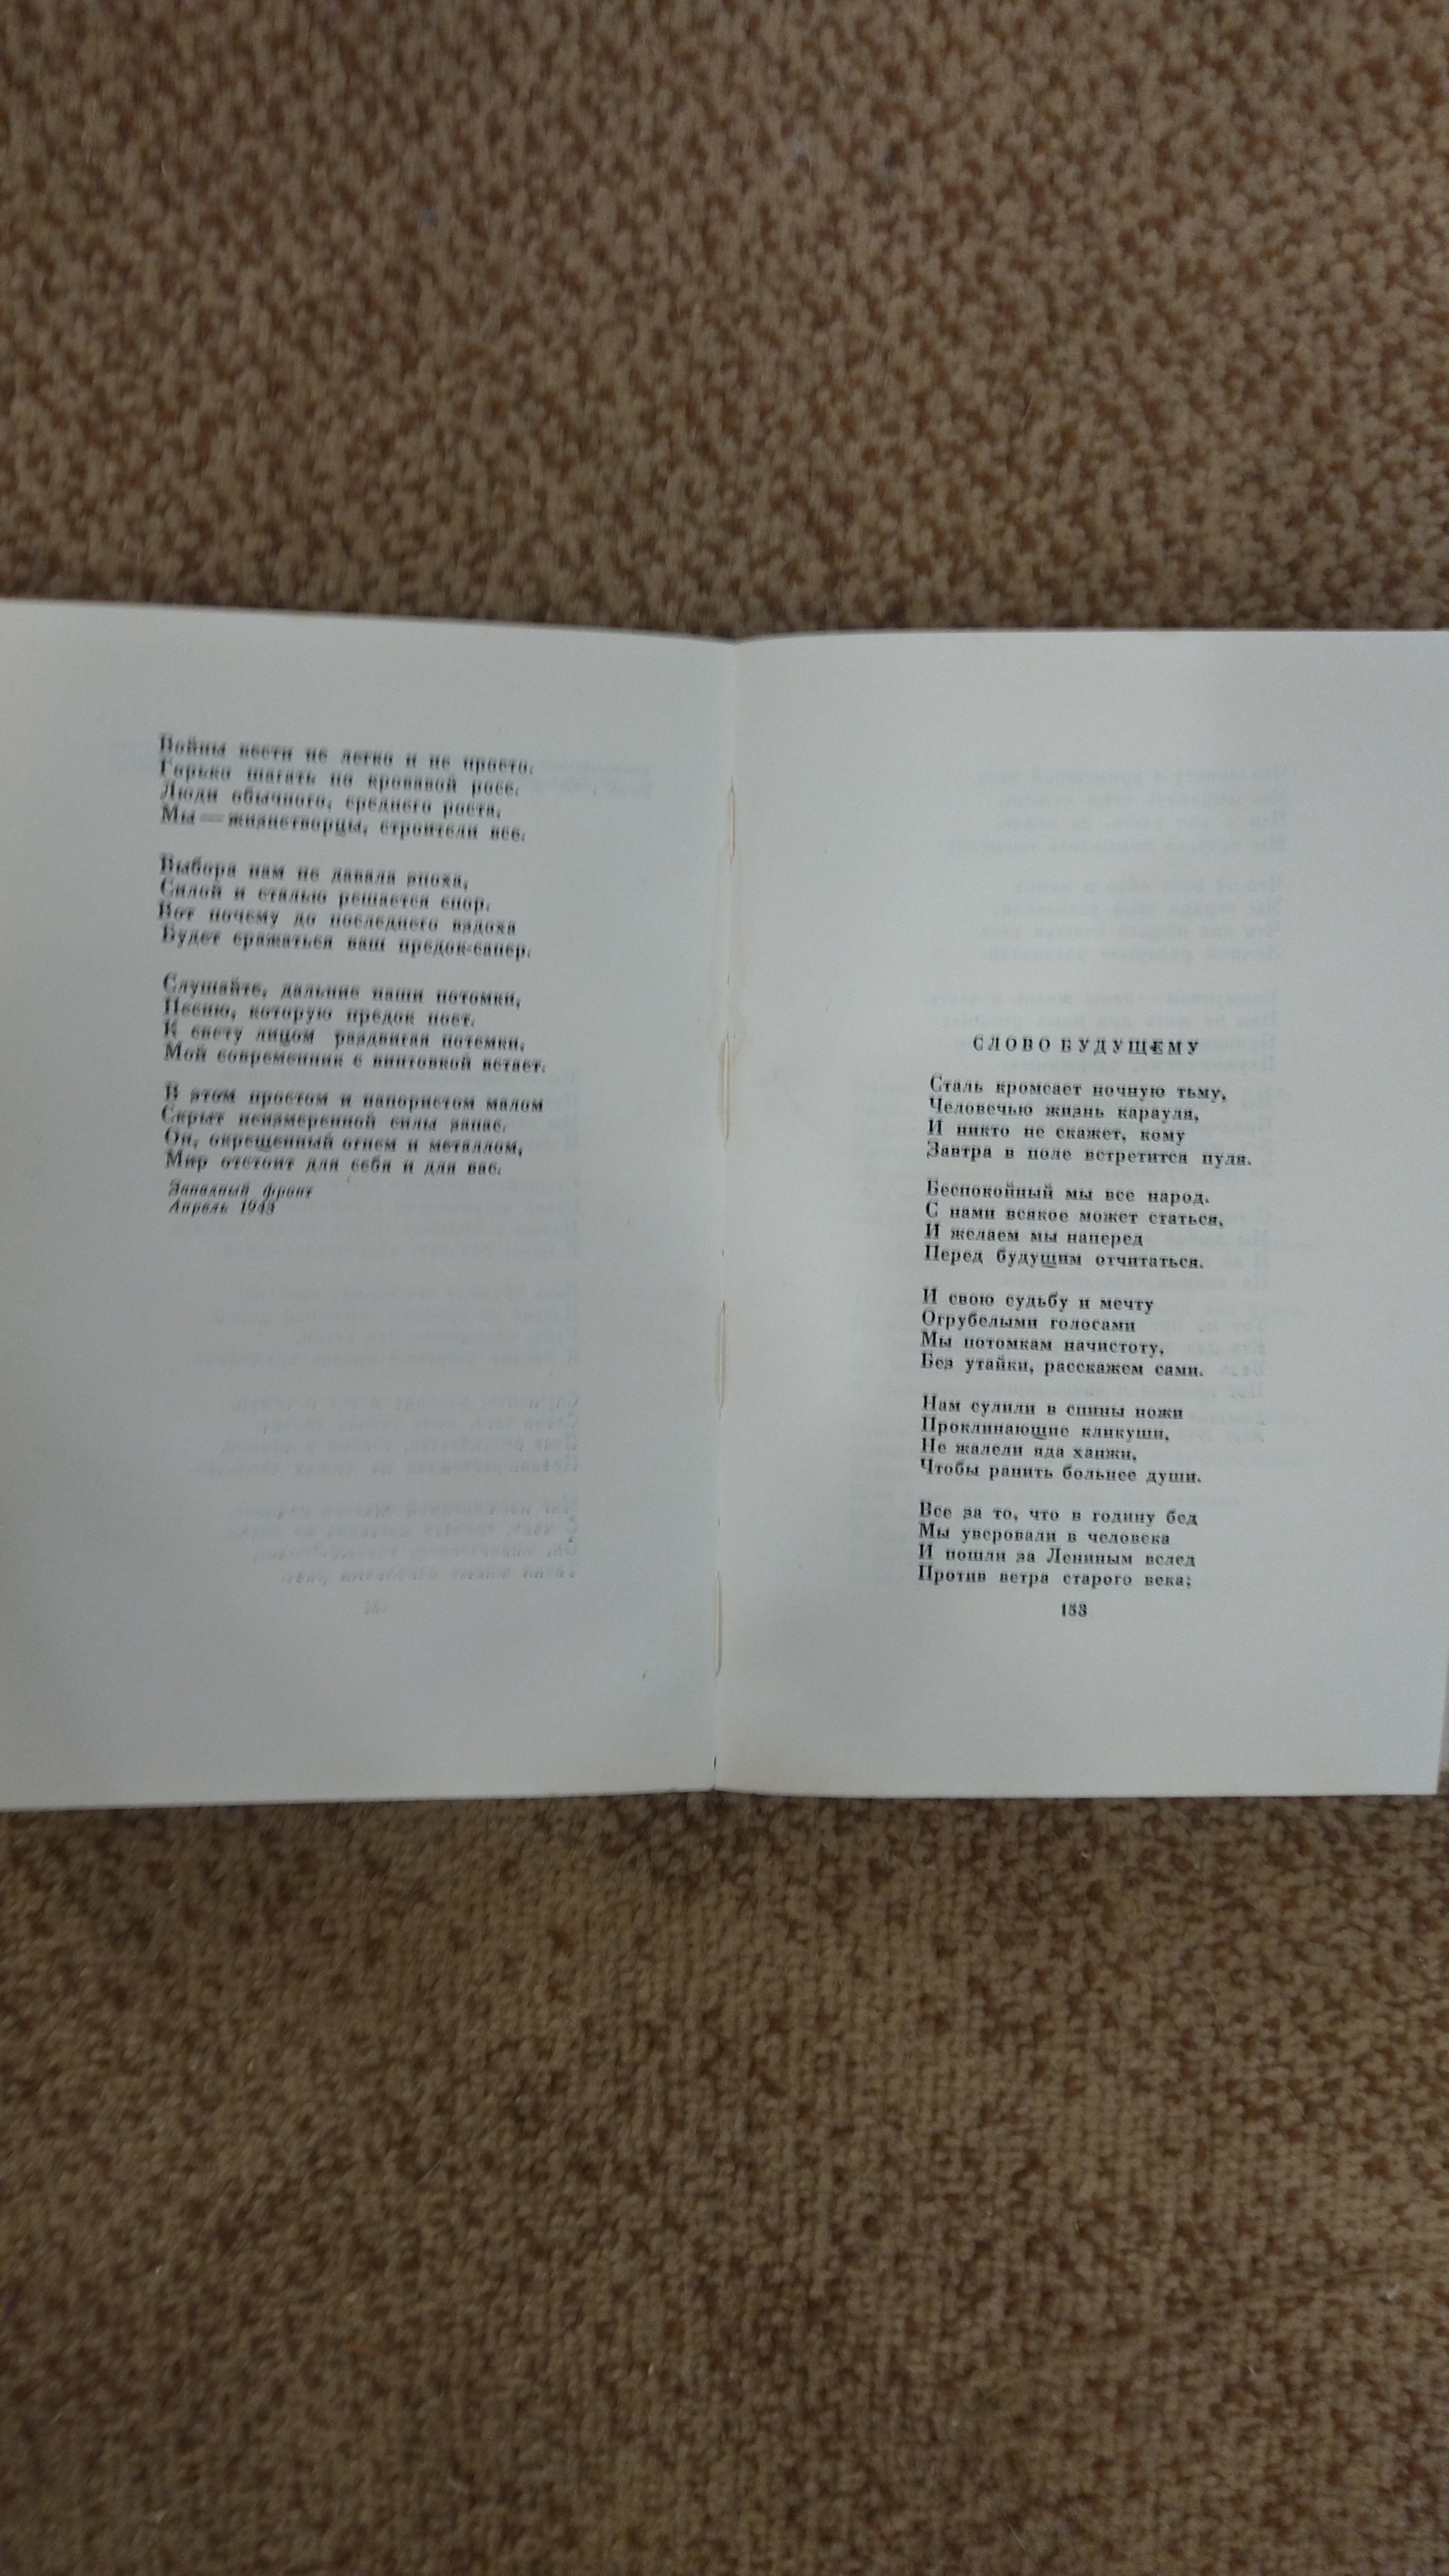 Войны вести не легко и не просто.
Горько шагать по кровавой росе.
Люди обычного, среднего роста,
Мы — жизнетворцы, строители все.
Выбора нам не давала эпоха,
Силой и сталью решается спор.
Вот почему до последнего вздоха
Будет сражаться ваш предок-сапер.
Слушайте, дальние наши потомки,
Песню, которую предок поет.
К свету лицом раздвигая потемки,
Мой современник с винтовкой встает.
В этом простом и напористом малом
Скрыт неизмеренной силы запас.
Он, окрещенный огнем и металлом,
Мир отстоит для себя и для вас.
Западный фронт
Апрель 1943
СЛОВО БУДУЩЕМУ
Сталь кромсает ночную тьму,
Человечью жизнь карауля,
И никто не скажет, кому
Завтра в поле встретится пуля.
Беспокойный мы все народ.
С нами всякое может статься,
И желаем мы наперед
Перед будущим отчитаться.
И свою судьбу и мечту
Огрубелыми голосами
Мы потомкам начистоту,
Без утайки, расскажем сами.
Нам сулили в спины ножи
Проклинающие кликуши,
Не жалели яда ханжи,
Чтобы ранить больнее души.
Все за то, что в годину бед
Мы уверовали в человека
И пошли за Лениным вслед
Против ветра старого века;
153